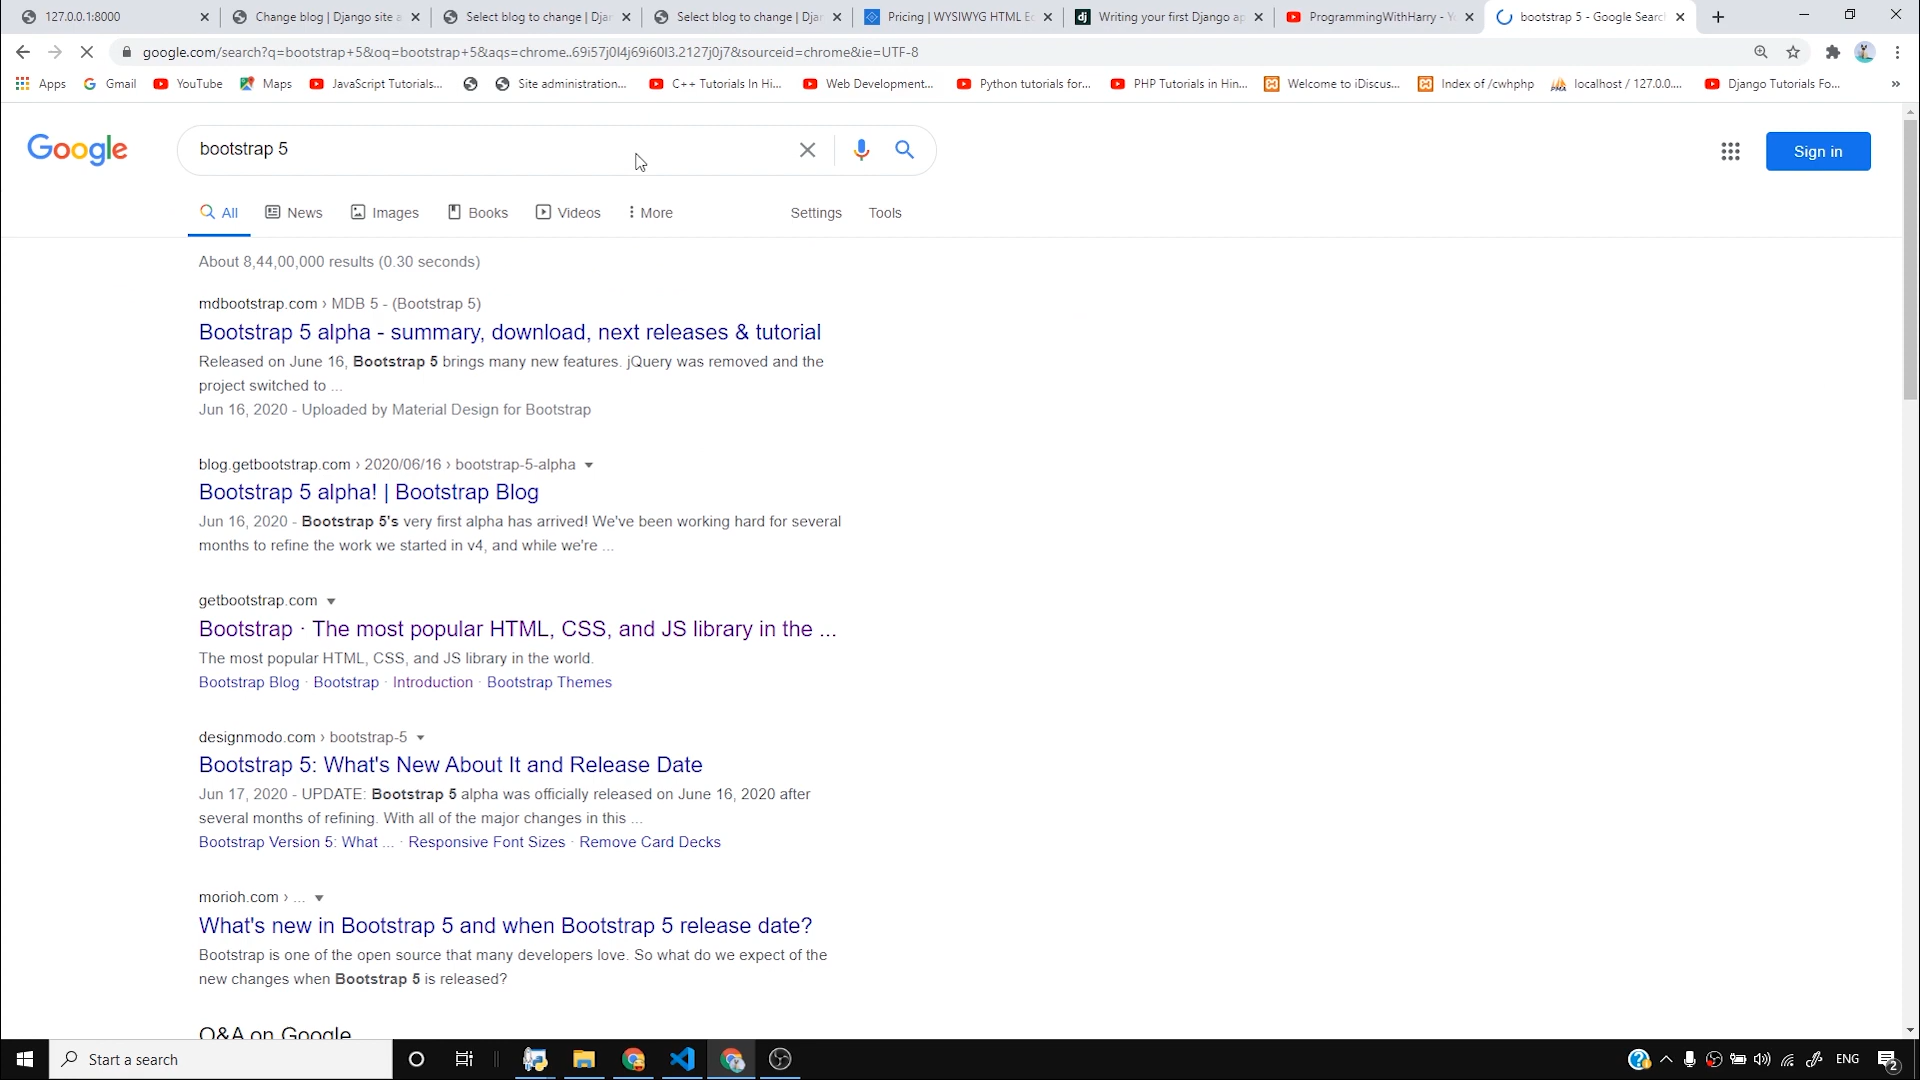 127.0.0.1:8000
Change blog | Django site a
Select blog to change | Djan
Select blog to change | Djan
Pricing | WYSIWYG HTML Ed
Writing your first Django ap
ProgrammingWithHarry - Y
bootstrap 5 - Google Searc
google.com/search?q=bootstrap+5&oq=bootstrap+5&aqs=chrome..69i57j0l4j69i60l3.2127j0j7&sourceid=chrome&ie=UTF-8
Apps
Gmail
YouTube
Maps
JavaScript Tutorials...
Site administration...
C++ Tutorials In Hi...
Web Development...
Python tutorials for...
PHP Tutorials in Hin...
Welcome to iDiscus...
Index of /cwhphp
localhost / 127.0.0....
Django Tutorials Fo...
»
Google
bootstrap 5
Sign in
All
News
Images
Books
Videos
More
Settings
Tools
About 8,44,00,000 results (0.30 seconds)
mdbootstrap.com › MDB 5 - (Bootstrap 5)
Bootstrap 5 alpha - summary, download, next releases & tutorial
Released on June 16, Bootstrap 5 brings many new features. jQuery was removed and the
project switched to ...
Jun 16, 2020 - Uploaded by Material Design for Bootstrap
blog.getbootstrap.com › 2020/06/16 › bootstrap-5-alpha
Bootstrap 5 alpha! | Bootstrap Blog
Jun 16, 2020 - Bootstrap 5's very first alpha has arrived! We've been working hard for several
months to refine the work we started in v4, and while we're ...
getbootstrap.com
Bootstrap · The most popular HTML, CSS, and JS library in the ...
The most popular HTML, CSS, and JS library in the world.
Bootstrap Blog · Bootstrap · Introduction · Bootstrap Themes
designmodo.com › bootstrap-5
Bootstrap 5: What's New About It and Release Date
Jun 17, 2020 - UPDATE: Bootstrap 5 alpha was officially released on June 16, 2020 after
several months of refining. With all of the major changes in this ...
Bootstrap Version 5: What ... · Responsive Font Sizes · Remove Card Decks
morioh.com › ...
What's new in Bootstrap 5 and when Bootstrap 5 release date?
Bootstrap is one of the open source that many developers love. So what do we expect of the
new changes when Bootstrap 5 is released?
Q&A on Google
Start a search
ENG
2